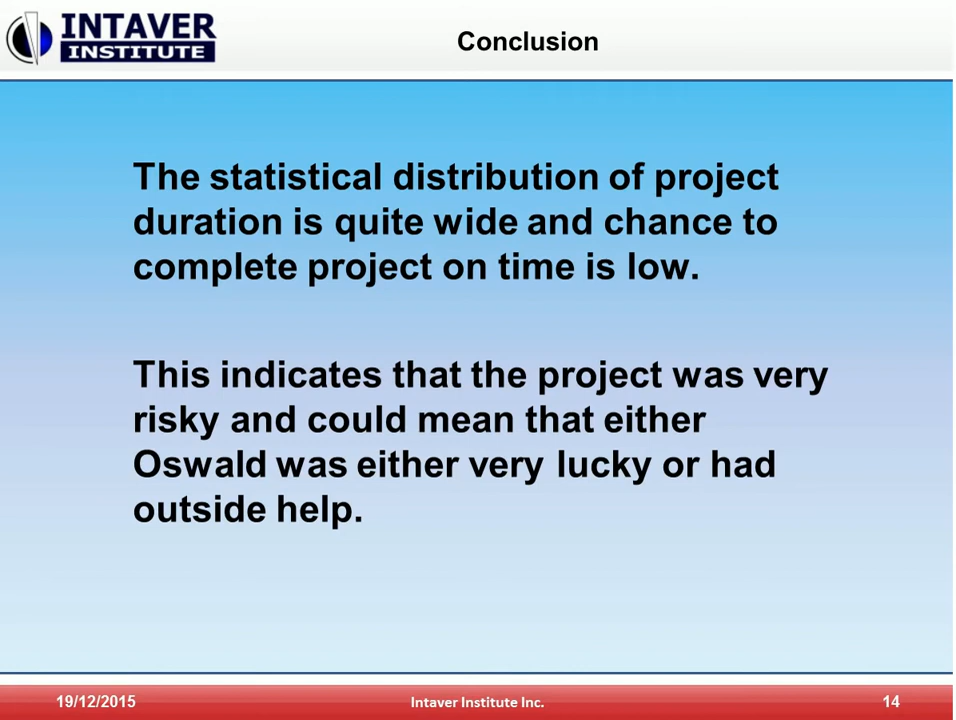 INTAVER
INSTITUTE
Conclusion
The statistical distribution of project
duration is quite wide and chance to
complete project on time is low.
This indicates that the project was very
risky and could mean that either
Oswald was either very lucky or had
outside help.
19/12/2015
Intaver Institute Inc.
14